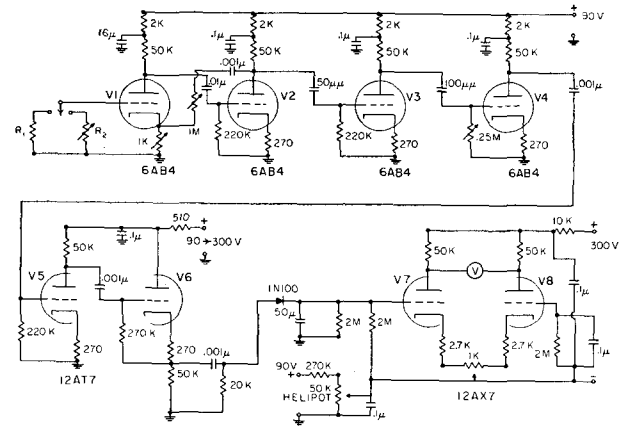 2K
2K
2K
2K
+
90V
.16μ
50K
.1μ
50K
.1μ
50K
.1μ
50K
.001μ
V1
.01μ
V2
50μμ
V3
100μμ
V4
.001μ
R1
R2
1K
1M
220K
270
220K
270
.25M
270
6AB4
6AB4
6AB4
6AB4
510
+
90→300V
.1μ
50K
V5
.001μ
V6
220K
270
270K
270
.001μ
50K
20K
12AT7
1N100
50μ
2M
2M
90V
+
270K
50K
HELIPOT
.1μ
10K
+
300V
50K
50K
V7
V
V8
.1μ
2.7K
1K
2.7K
2M
.1μ
12AX7